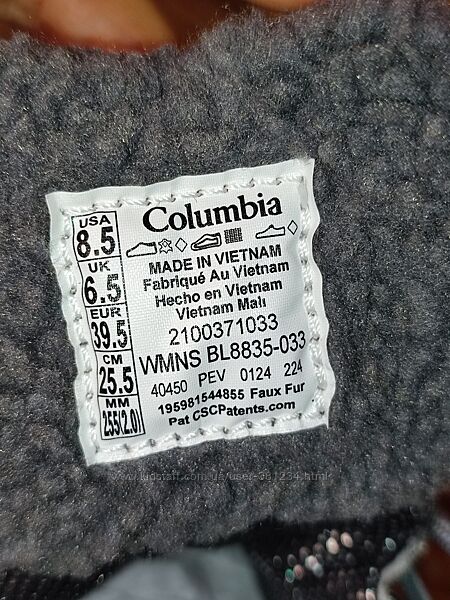 USA
8.5
UK
6.5
EUR
39.5
CM
25.5
MM
255(2.0)
Columbia
MADE IN VIETNAM
Fabriqué Au Vietnam
Hecho en Vietnam
Vietnam Malı
2100371033
WMNS BL8835-033
40450 PEV 0124 224
195981544855 Faux Fur
Pat CSCPatents.com